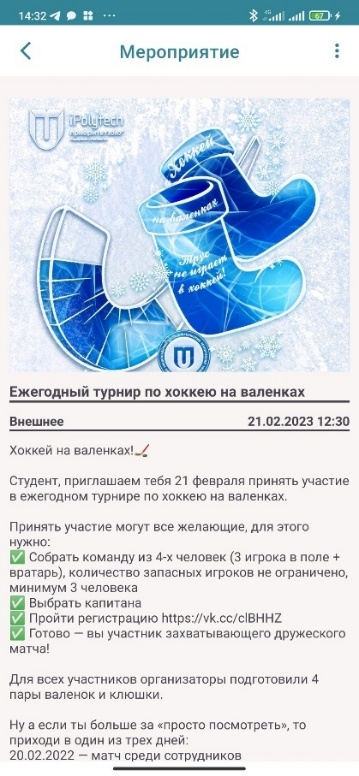 14:32
67
Мероприятие
iPolytech
приоритет2030
Хоккей
на валенках
Трус
не играет
в хоккей!
Ежегодный турнир по хоккею на валенках
Внешнее 21.02.2023 12:30
Хоккей на валенках!🏒
Студент, приглашаем тебя 21 февраля принять участие
в ежегодном турнире по хоккею на валенках.
Принять участие могут все желающие, для этого
нужно:
✅ Собрать команду из 4-х человек (3 игрока в поле +
вратарь), количество запасных игроков не ограничено,
минимум 3 человека
✅ Выбрать капитана
✅ Пройти регистрацию https://vk.cc/clBHHZ
✅ Готово — вы участник захватывающего дружеского
матча!
Для всех участников организаторы подготовили 4
пары валенок и клюшки.
Ну а если ты больше за «просто посмотреть», то
приходи в один из трех дней:
20.02.2022 — матч среди сотрудников